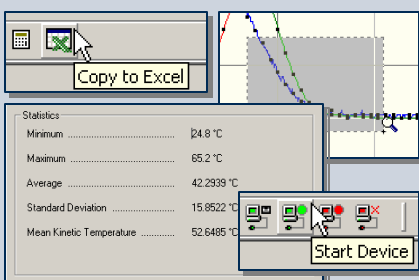 Copy to Excel
Statistics
Minimum .................................... 24.8 °C
Maximum ................................... 65.2 °C
Average ..................................... 42.2939 °C
Standard Deviation .................. 15.8522 °C
Mean Kinetic Temperature ........... 52.6485 °C
Start Device